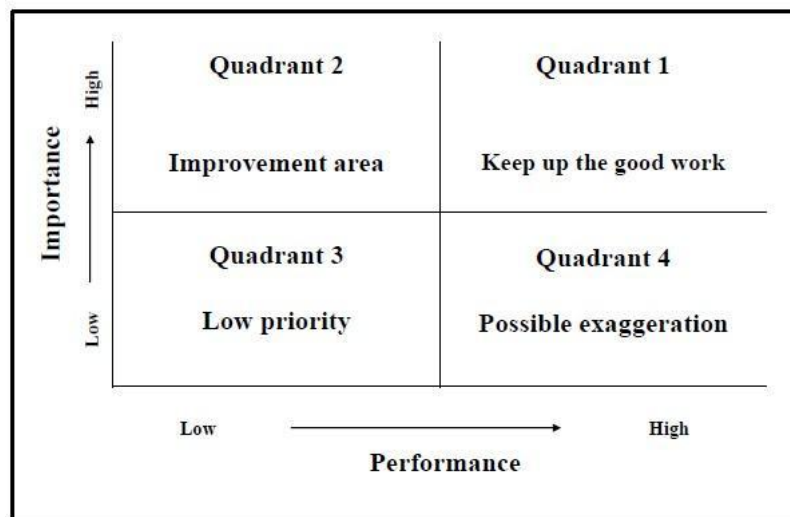 Quadrant 2
Quadrant 1
High
Improvement area
Keep up the good work
Importance
Quadrant 3
Quadrant 4
Low priority
Possible exaggeration
Low
Low
High
Performance